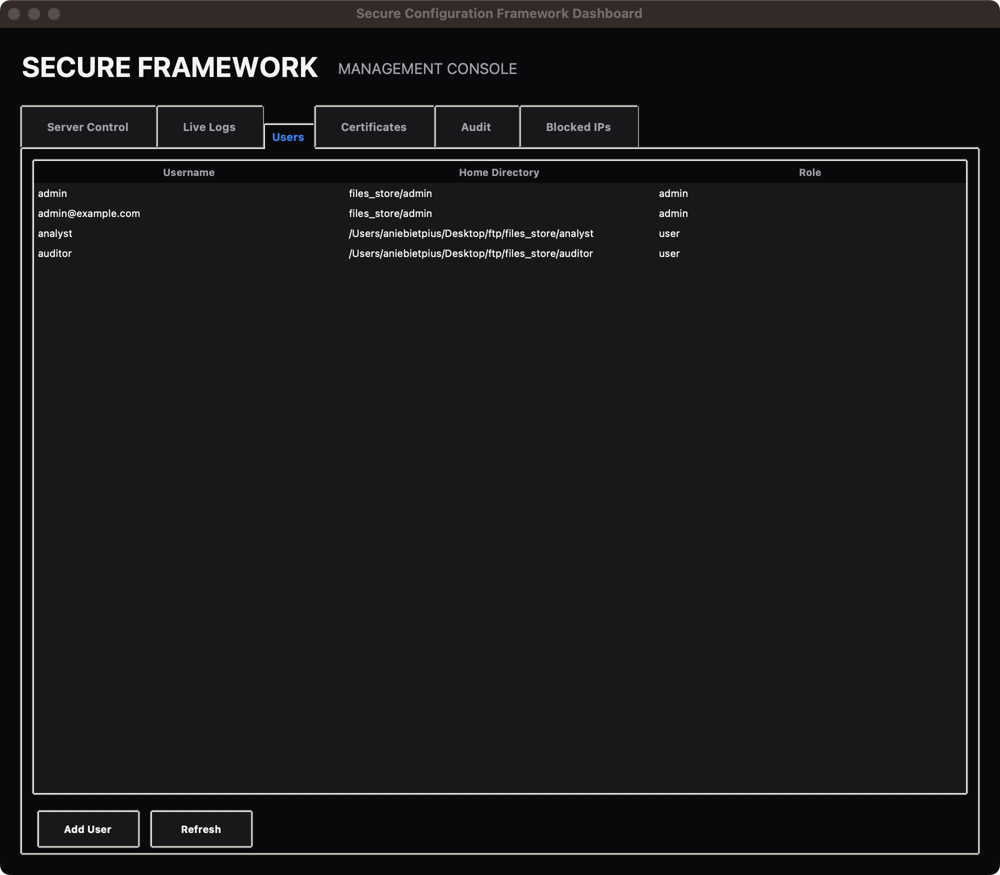 Secure Configuration Framework Dashboard
SECURE FRAMEWORK MANAGEMENT CONSOLE
Server Control Live Logs Users Certificates Audit Blocked IPs
Username Home Directory Role
admin files_store/admin admin
admin@example.com files_store/admin admin
analyst /Users/aniebietpius/Desktop/ftp/files_store/analyst user
auditor /Users/aniebietpius/Desktop/ftp/files_store/auditor user
Add User Refresh